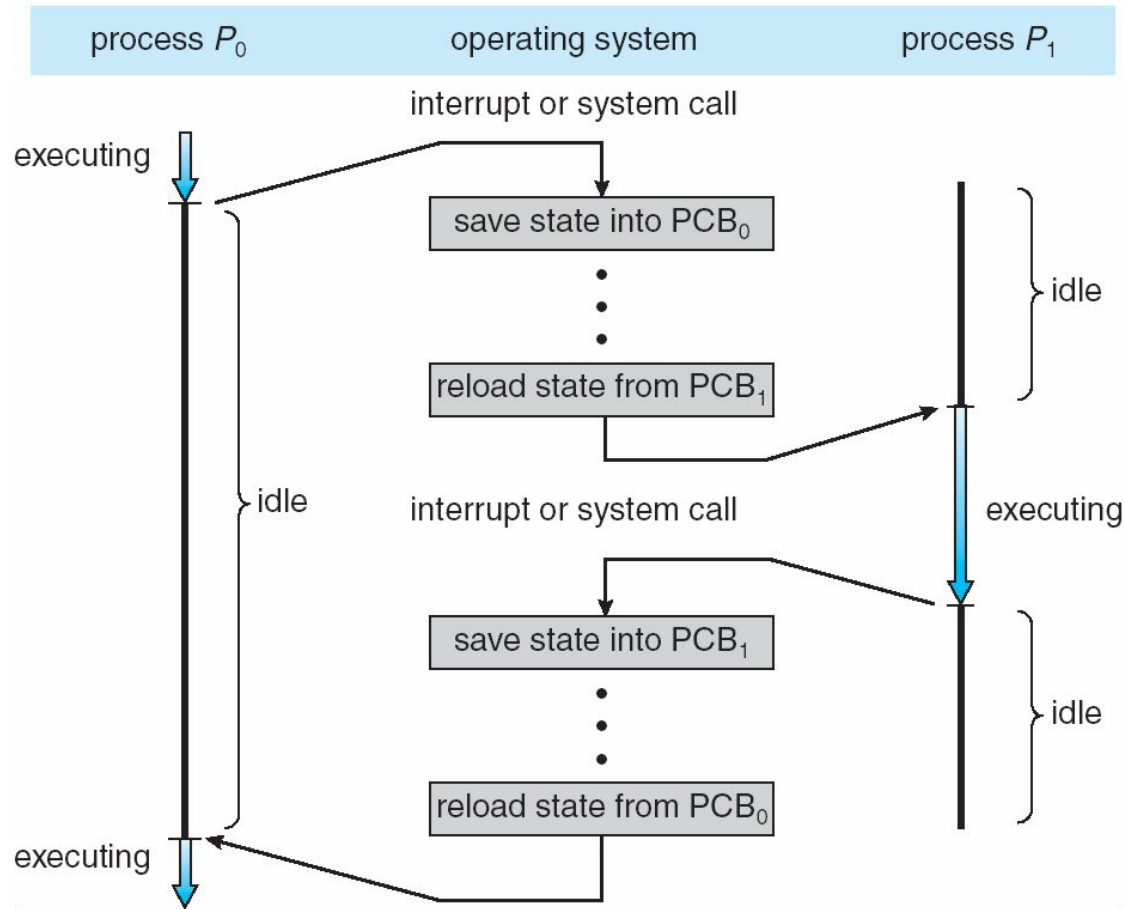 process P₀ operating system process P₁
interrupt or system call
executing
save state into PCB₀
idle
reload state from PCB₁
idle
interrupt or system call
executing
save state into PCB₁
idle
reload state from PCB₀
executing